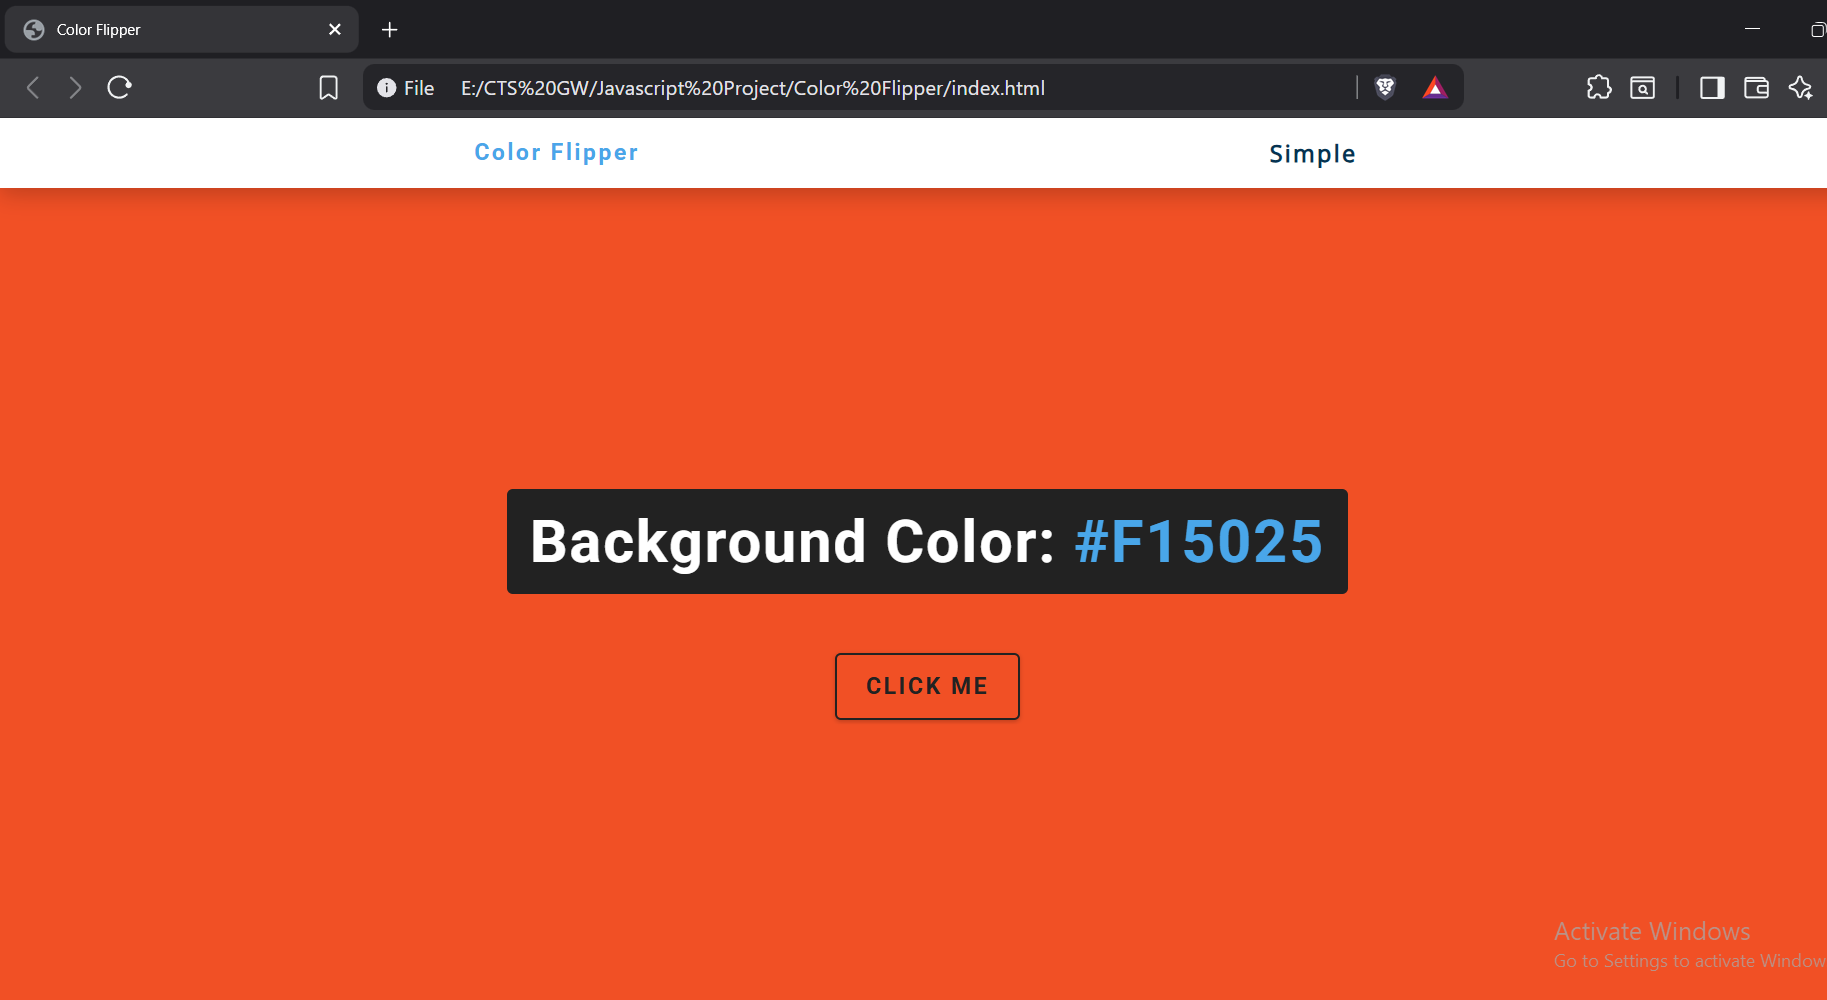 Color Flipper
File E:/CTS%20GW/Javascript%20Project/Color%20Flipper/index.html
Color Flipper Simple
Background Color: #F15025
CLICK ME
Activate Windows
Go to Settings to activate Window